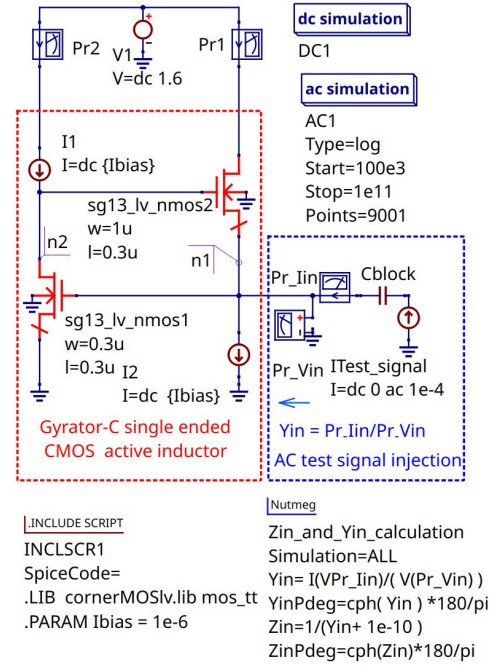 dc simulation
DC1
ac simulation
AC1
Type=log
Start=100e3
Stop=1e11
Points=9001
Pr2
V1
V=dc 1.6
Pr1
I1
I=dc {Ibias}
sg13_lv_nmos2
w=1u
l=0.3u
n2
n1
sg13_lv_nmos1
w=0.3u
l=0.3u
I2
I=dc {Ibias}
Pr_Iin
Cblock
Pr_Vin
ITest_signal
I=dc 0 ac 1e-4
Gyrator-C single ended
CMOS active inductor
Yin = Pr_Iin/Pr_Vin
AC test signal injection
.INCLUDE SCRIPT
INCLSCR1
SpiceCode=
.LIB cornerMOSlv.lib mos_tt
.PARAM Ibias = 1e-6
Nutmeg
Zin_and_Yin_calculation
Simulation=ALL
Yin= I(VPr_Iin)/( V(Pr_Vin) )
YinPdeg=cph( Yin ) *180/pi
Zin=1/(Yin+ 1e-10 )
ZinPdeg=cph(Zin)*180/pi